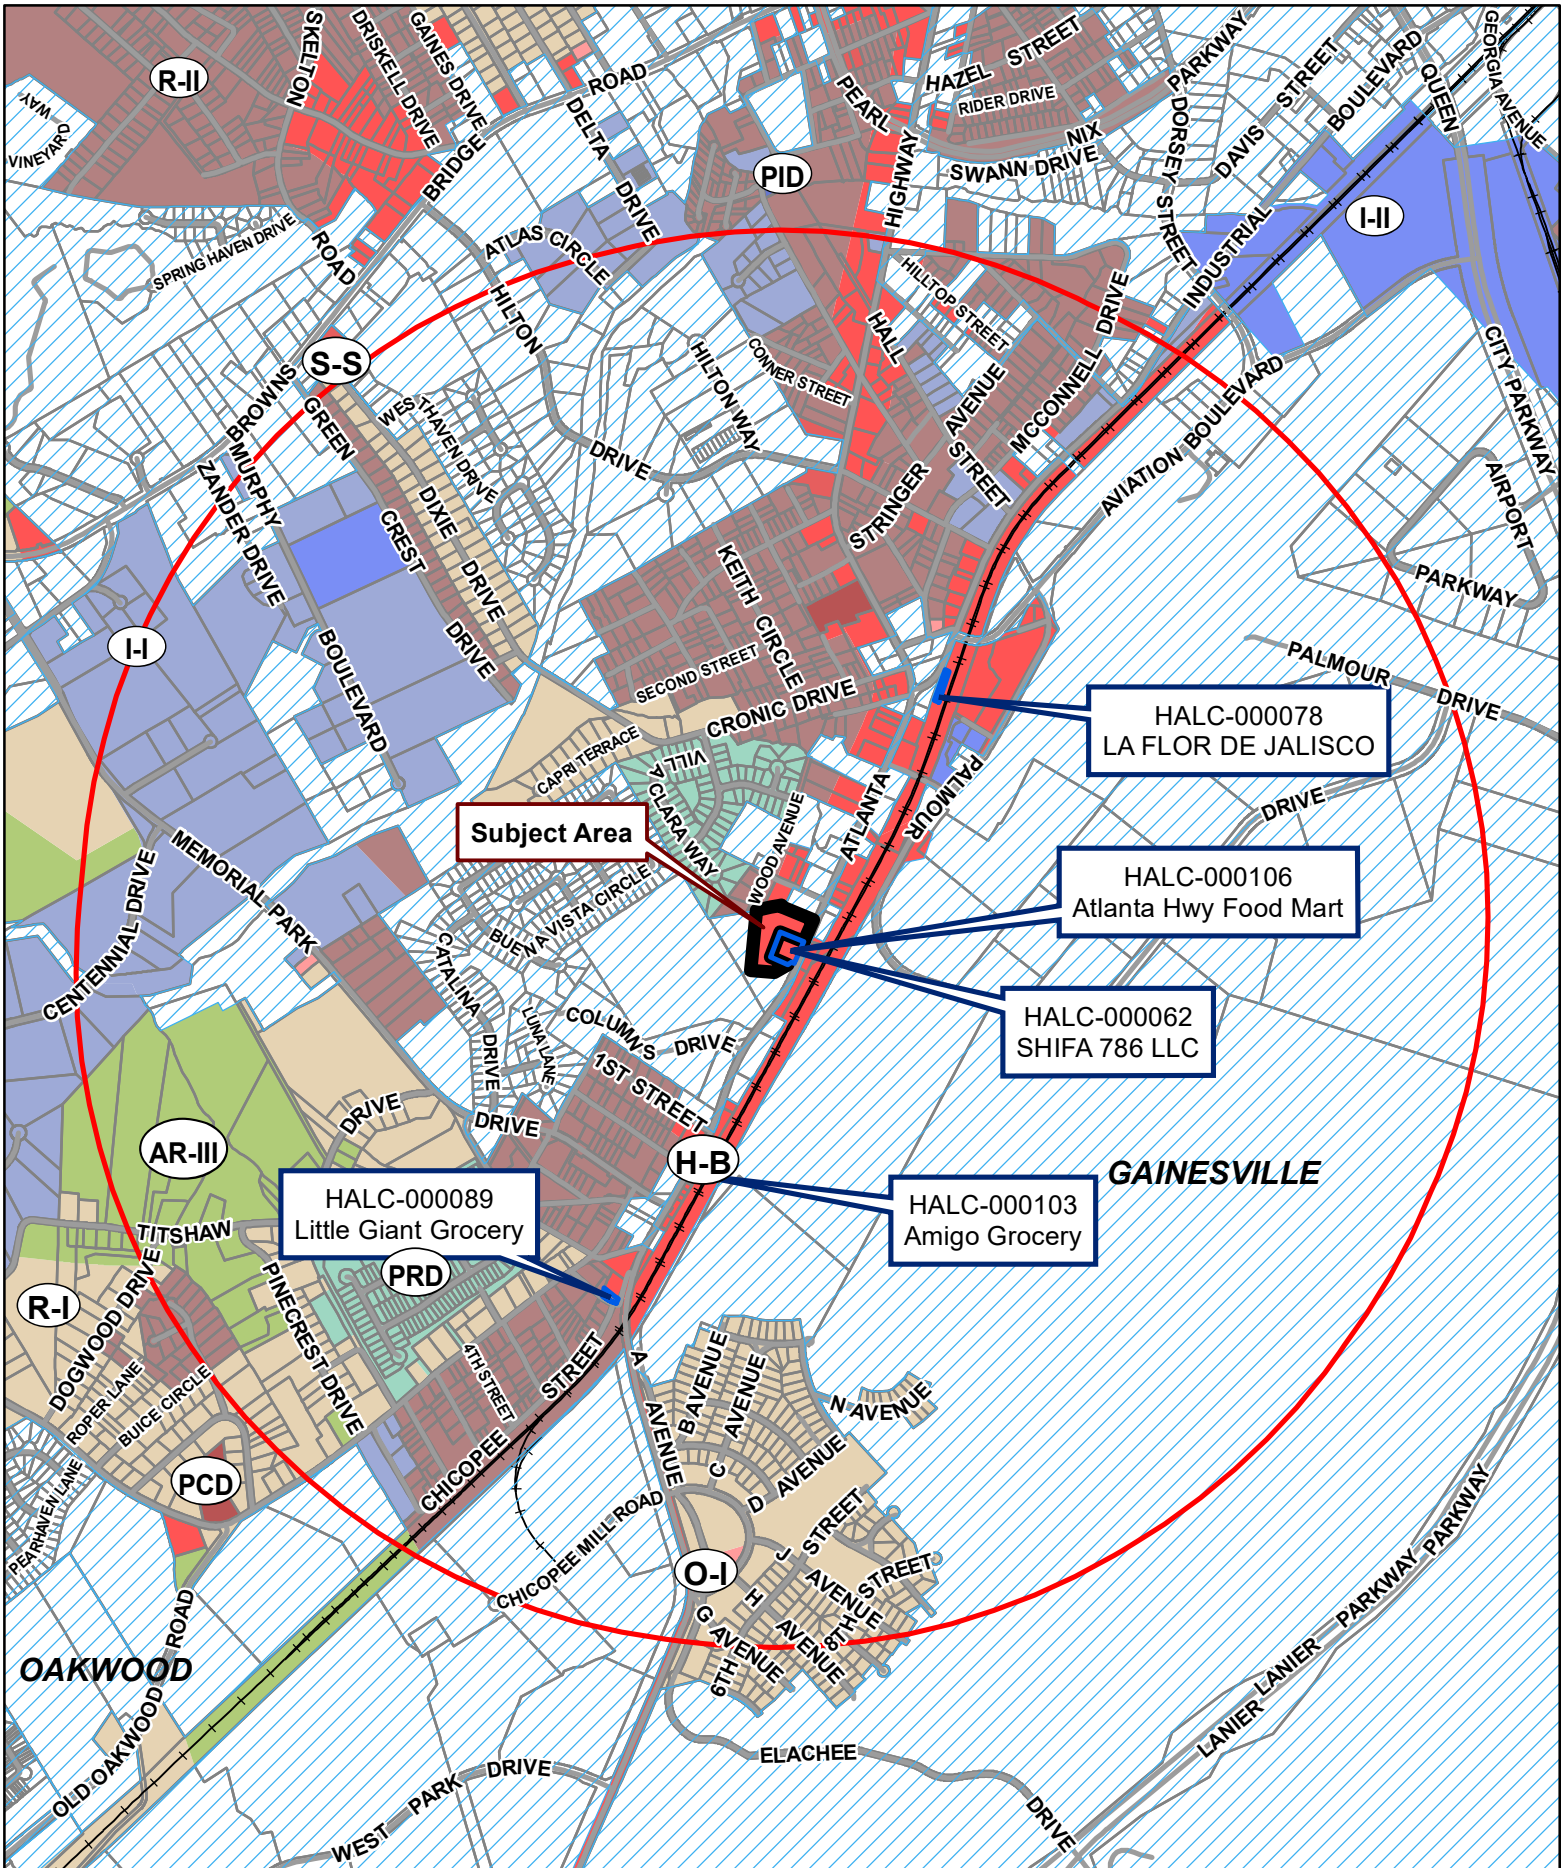 SKELTON
DRISKELL DRIVE
GAINES DRIVE
ROAD
HAZEL STREET
PARKWAY
STREET
BOULEVARD
QUEEN
GEORGIA AVENUE
R-II
DELTA
DRIVE
PEARL
RIDER DRIVE
NIX
DORSEY STREET
DAVIS
WAY
VINEYARD
BRIDGE
PID
HIGHWAY
SWANN DRIVE
I-II
SPRING HAVEN DRIVE
ROAD
ATLAS CIRCLE
INDUSTRIAL
HILTON
HILLTOP STREET
DRIVE
CITY PARKWAY
S-S
HALL
CONNER STREET
HILTON WAY
MCCONNELL
BROWNS
GREEN
WES THAVEN DRIVE
AVENUE
AVIATION BOULEVARD
MURPHY
ZANDER DRIVE
DRIVE
STREET
AIRPORT
DIXIE
CREST
STRINGER
DRIVE
KEITH
CIRCLE
PARKWAY
I-I
BOULEVARD
DRIVE
SECOND STREET
PALMOUR
DRIVE
CRONIC DRIVE
HALC-000078
LA FLOR DE JALISCO
CAPRI TERRACE
VILLA
CLARA WAY
PALMOUR
DRIVE
Subject Area
WOOD AVENUE
ATLANTA
MEMORIAL PARK
CENTENNIAL DRIVE
HALC-000106
Atlanta Hwy Food Mart
BUENA VISTA CIRCLE
CATALINA
DRIVE
HALC-000062
SHIFA 786 LLC
LUNA LANE
COLUMNS
DRIVE
1ST STREET
DRIVE
DRIVE
AR-III
H-B
GAINESVILLE
HALC-000089
Little Giant Grocery
HALC-000103
Amigo Grocery
TITSHAW
PRD
R-I
DOGWOOD DRIVE
PINECREST DRIVE
ROPER LANE
BUICE CIRCLE
4TH STREET
STREET
A
AVENUE
B AVENUE
C
AVENUE
N AVENUE
D
AVENUE
PCD
CHICOPEE
PEARHAVEN LANE
CHICOPEE MILL ROAD
J
STREET
O-I
H
AVENUE
STREET
8TH
G AVENUE
AVENUE
6TH
OAKWOOD
OLD OAKWOOD
ROAD
LANIER
LANIER
PARKWAY
PARKWAY
ELACHEE
DRIVE
WEST
PARK
DRIVE